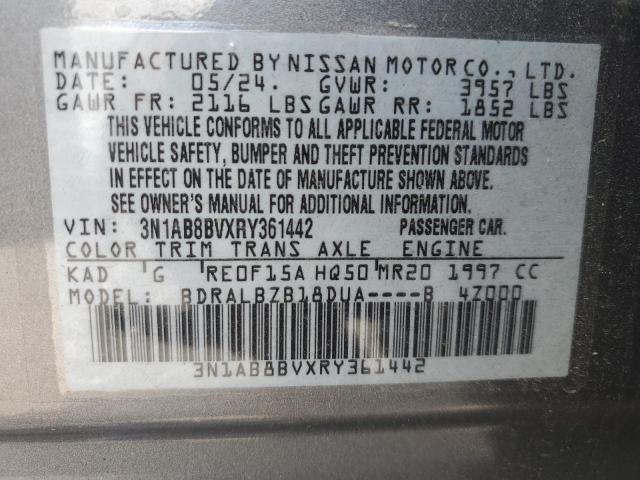 MANUFACTURED BY NISSAN MOTOR CO., LTD.
DATE: 05/24. GVWR: 3957 LBS
GAWR FR: 2116 LBS GAWR RR: 1852 LBS
THIS VEHICLE CONFORMS TO ALL APPLICABLE FEDERAL MOTOR
VEHICLE SAFETY, BUMPER AND THEFT PREVENTION STANDARDS
IN EFFECT ON THE DATE OF MANUFACTURE SHOWN ABOVE.
SEE OWNER'S MANUAL FOR ADDITIONAL INFORMATION.
VIN: 3N1AB8BVXRY361442 PASSENGER CAR.
COLOR TRIM TRANS AXLE ENGINE
KAD G RE0F15A HQ50 MR20 1997 CC
MODEL: BDRALBZB18DUA----B 4Z000
3N1AB8BVXRY361442